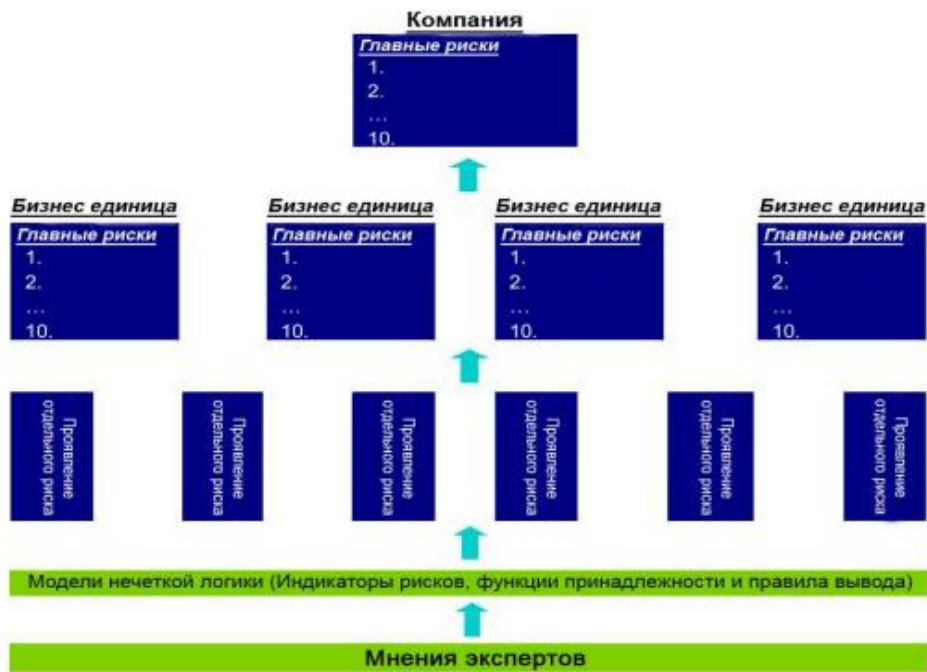 Компания
Главные риски
1.
2.
...
10.
Бизнес единица
Главные риски
1.
2.
...
10.
Бизнес единица
Главные риски
1.
2.
...
10.
Бизнес единица
Главные риски
1.
2.
...
10.
Бизнес единица
Главные риски
1.
2.
...
10.
Проявление
отдельного риска
Проявление
отдельного риска
Проявление
отдельного риска
Проявление
отдельного риска
Проявление
отдельного риска
Проявление
отдельного риска
Модели нечеткой логики (Индикаторы рисков, функции принадлежности и правила вывода)
Мнения экспертов